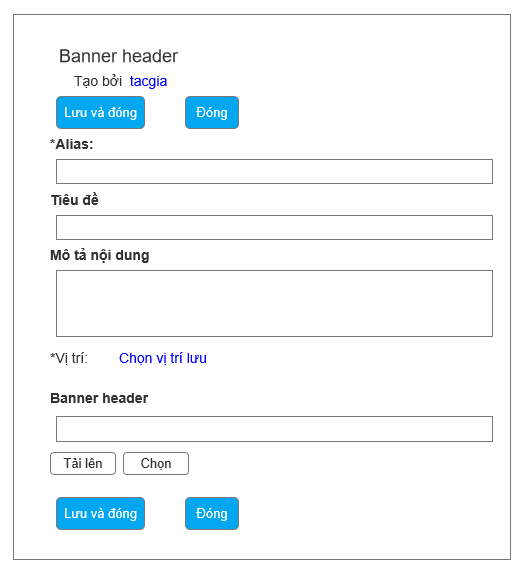 Banner header
Tạo bởi tacgia
Lưu và đóng Đóng
*Alias:
Tiêu đề
Mô tả nội dung
*Vị trí: Chọn vị trí lưu
Banner header
Tải lên Chọn
Lưu và đóng Đóng